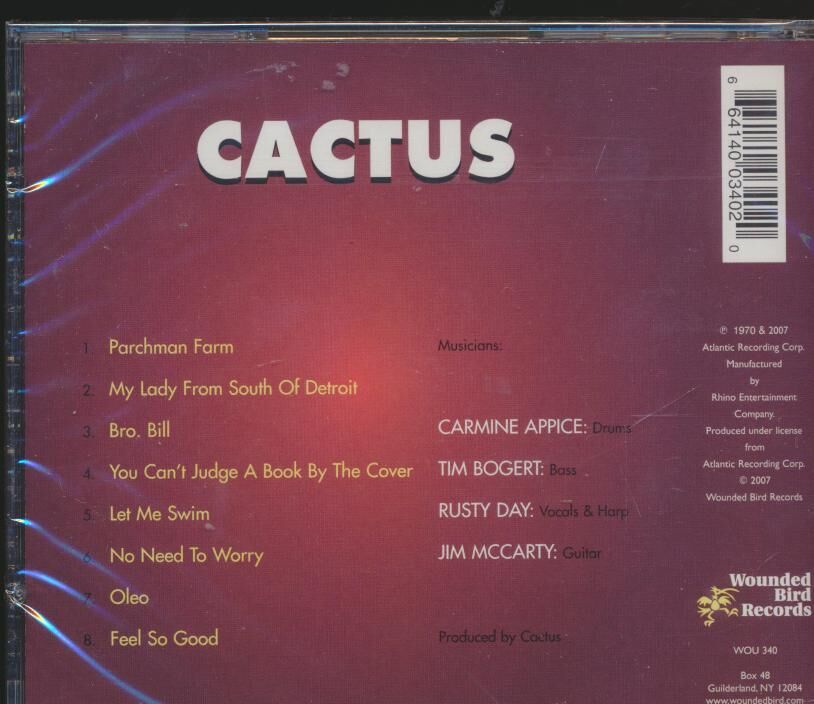 CACTUS
1. Parchman Farm
2. My Lady From South Of Detroit
3. Bro. Bill
4. You Can't Judge A Book By The Cover
5. Let Me Swim
6. No Need To Worry
7. Oleo
8. Feel So Good
Musicians:
CARMINE APPICE: Drums
TIM BOGERT: Bass
RUSTY DAY: Vocals & Harp
JIM MCCARTY: Guitar
Produced by Cactus
6 64140 03402 0
℗ 1970 & 2007
Atlantic Recording Corp.
Manufactured
by
Rhino Entertainment
Company.
Produced under license
from
Atlantic Recording Corp.
© 2007
Wounded Bird Records
Wounded
Bird
Records
WOU 340
Box 48
Guilderland, NY 12084
www.woundedbird.com